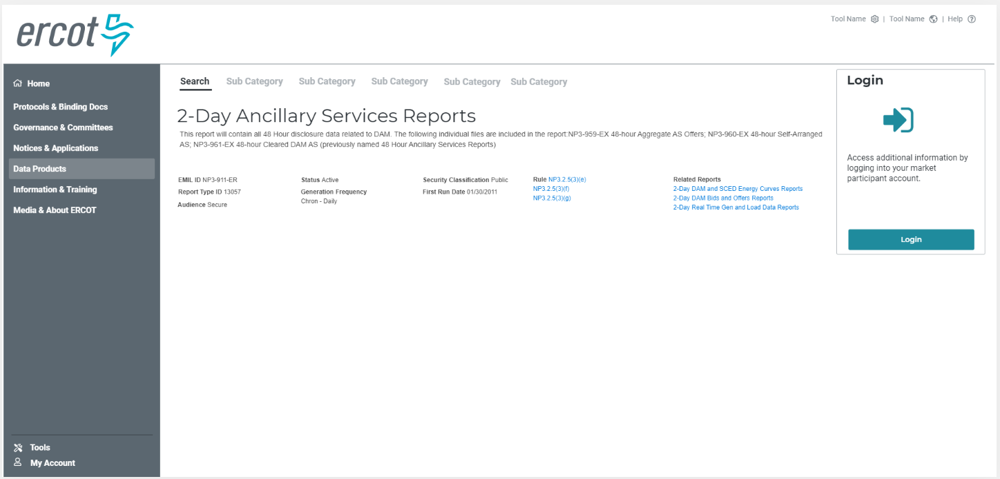 ercot
Tool Name | Tool Name | Help
Home
Protocols & Binding Docs
Governance & Committees
Notices & Applications
Data Products
Information & Training
Media & About ERCOT
Tools
My Account
Search Sub Category Sub Category Sub Category Sub Category Sub Category
2-Day Ancillary Services Reports
This report will contain all 48 Hour disclosure data related to DAM. The following individual files are included in the report:NP3-959-EX 48-hour Aggregate AS Offers; NP3-960-EX 48-hour Self-Arranged
AS; NP3-961-EX 48-hour Cleared DAM AS (previously named 48 Hour Ancillary Services Reports)
EMIL ID NP3-911-ER
Report Type ID 13057
Audience Secure
Status Active
Generation Frequency
Chron - Daily
Security Classification Public
First Run Date 01/30/2011
Rule NP3.2.5(3)(e)
NP3.2.5(3)(f)
NP3.2.5(3)(g)
Related Reports
2-Day DAM and SCED Energy Curves Reports
2-Day DAM Bids and Offers Reports
2-Day Real Time Gen and Load Data Reports
Login
Access additional information by
logging into your market
participant account.
Login